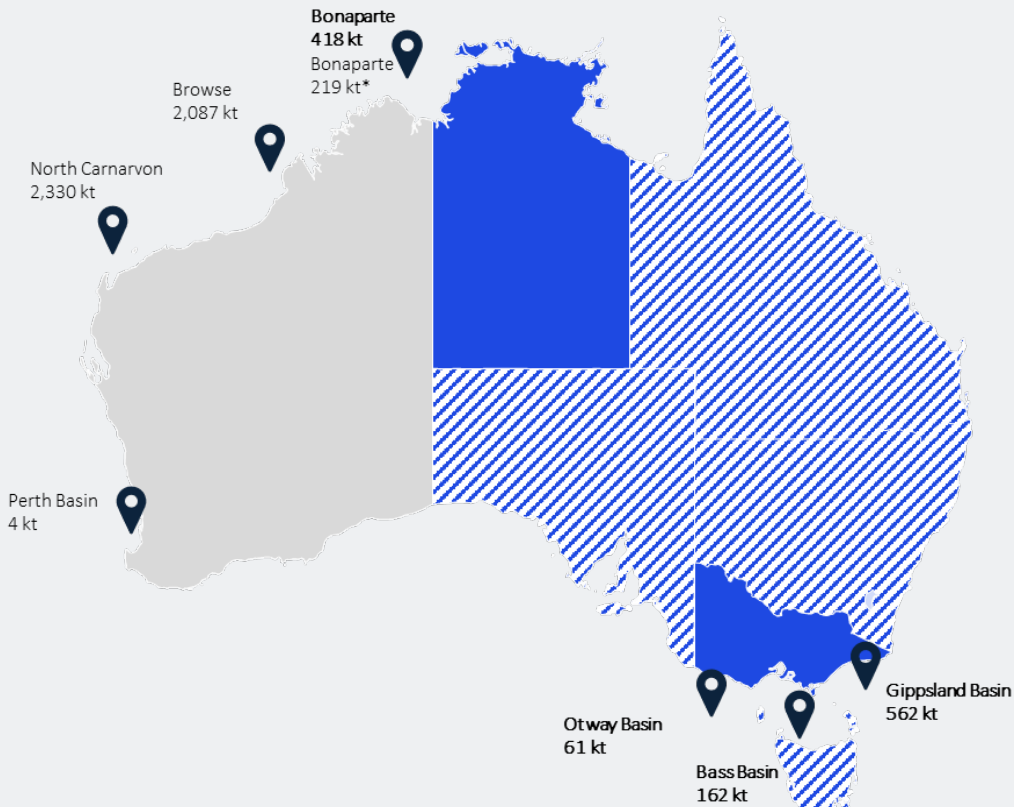 Bonaparte
418 kt
Bonaparte
219 kt*
Browse
2,087 kt
North Carnarvon
2,330 kt
Perth Basin
4 kt
Gippsland Basin
562 kt
Otway Basin
61 kt
Bass Basin
162 kt